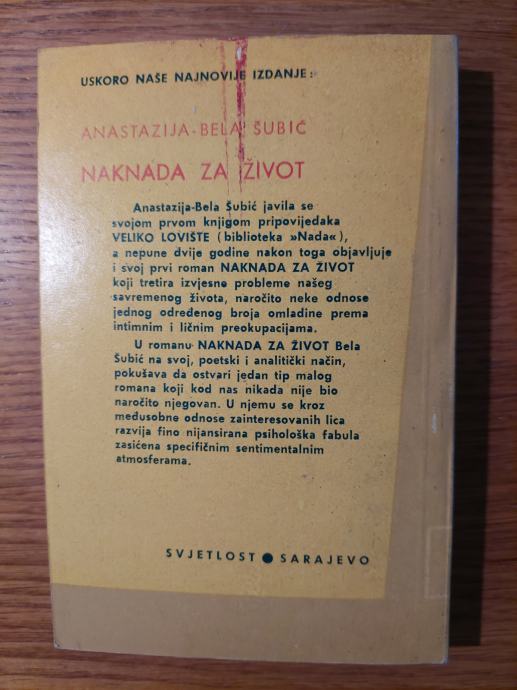 USKORO NAŠE NAJNOVIJE IZDANJE:
ANASTAZIJA-BELA ŠUBIĆ
NAKNADA ZA ŽIVOT
Anastazija-Bela Šubić javila se
svojom prvom knjigom pripovijedaka
VELIKO LOVIŠTE (biblioteka »Nada«),
a nepune dvije godine nakon toga objavljuje
i svoj prvi roman NAKNADA ZA ŽIVOT
koji tretira izvjesne probleme našeg
savremenog života, naročito neke odnose
jednog određenog broja omladine prema
intimnim i ličnim preokupacijama.
U romanu NAKNADA ZA ŽIVOT Bela
Šubić na svoj, poetski i analitički način,
pokušava da ostvari jedan tip malog
romana koji kod nas nikada nije bio
naročito njegovan. U njemu se kroz
međusobne odnose zainteresovanih lica
razvija fino nijansirana psihološka fabula
zasićena specifičnim sentimentalnim
atmosferama.
SVJETLOST ● SARAJEVO